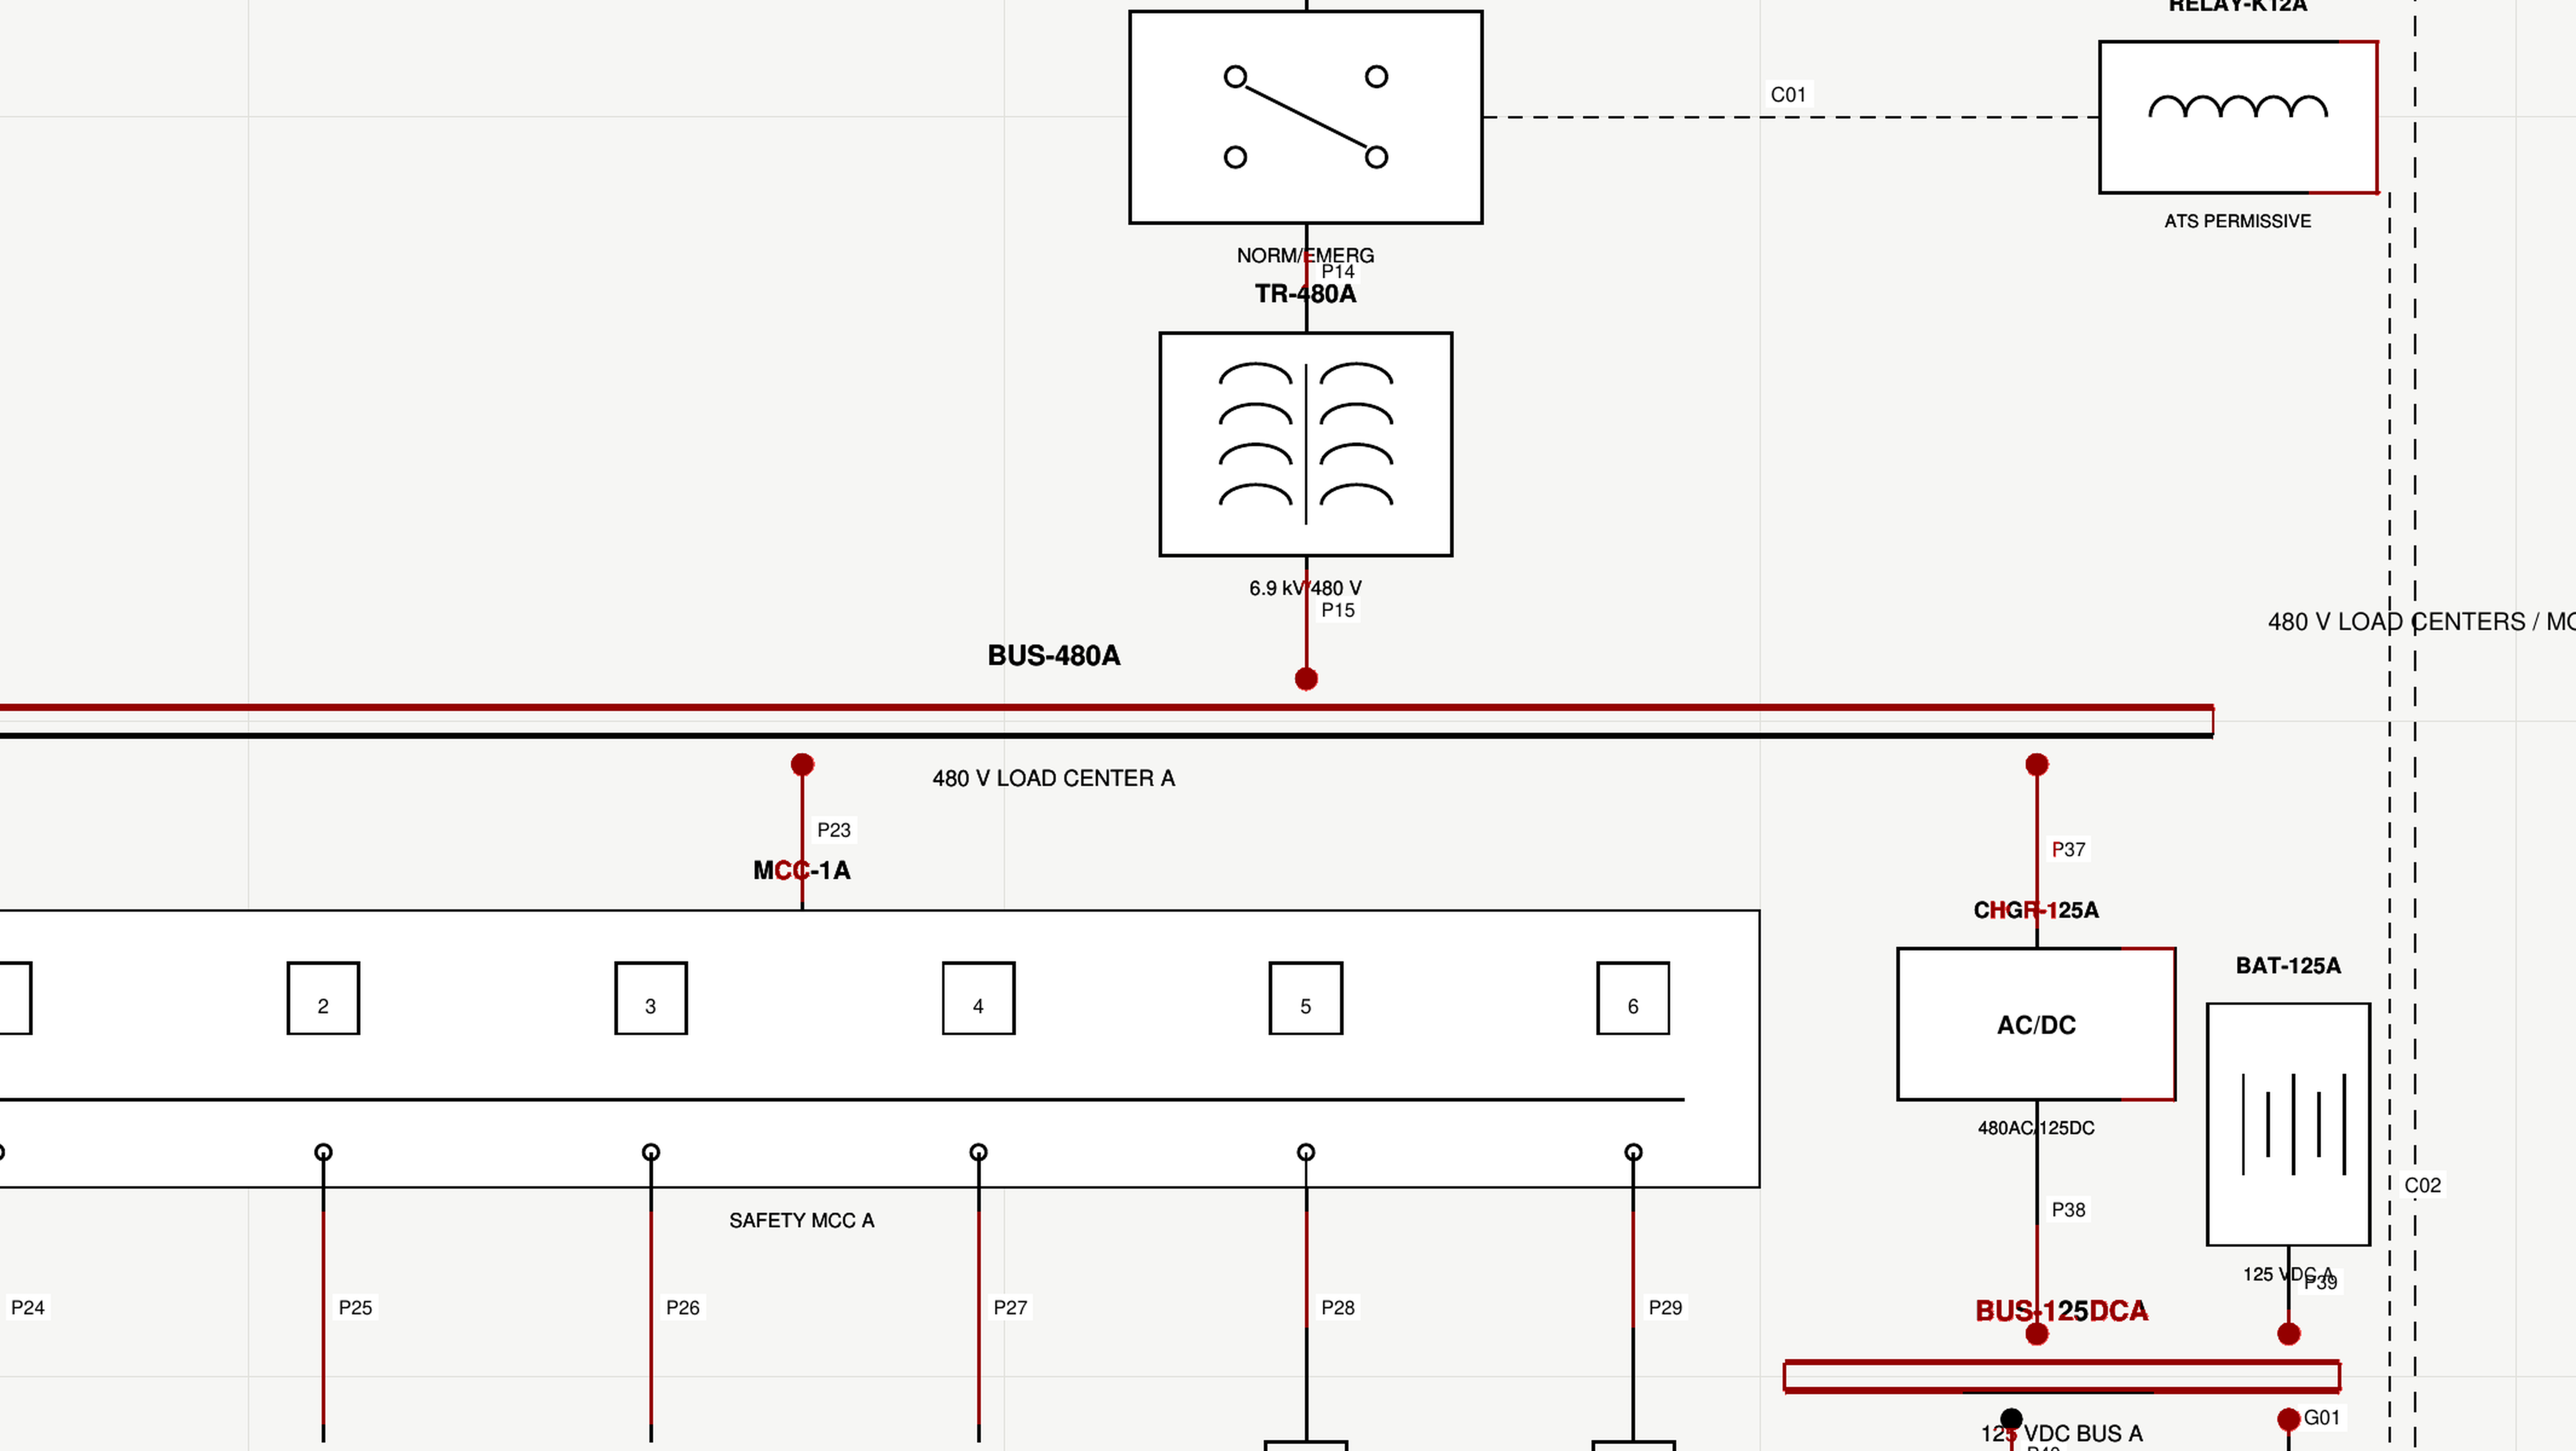 RELAY-K12A
C01
ATS PERMISSIVE
NORM/EMERG
P14
TR-480A
6.9 kV/480 V
P15
480 V LOAD CENTERS /
BUS-480A
480 V LOAD CENTER A
P23
P37
MCC-1A
CHGR-125A
BAT-125A
2
3
4
5
6
AC/DC
480AC/125DC
C02
P38
SAFETY MCC A
125 VDC A
P39
P24
P25
P26
P27
P28
P29
BUS-125DCA
G01
125 VDC BUS A
P40